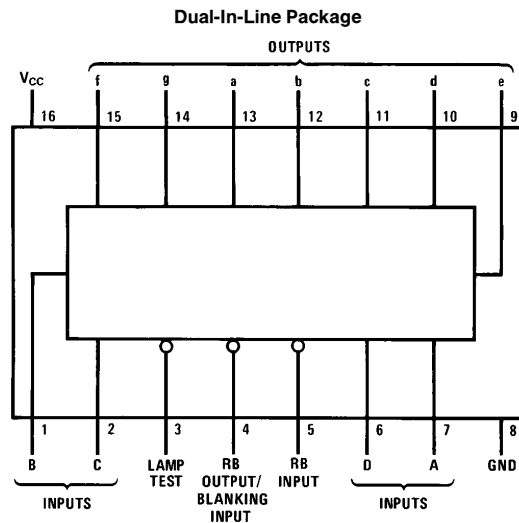 Dual-In-Line Package
OUTPUTS
VCC f g a b c d e
16 15 14 13 12 11 10 9
1 2 3 4 5 6 7 8
B C LAMP RB RB D A GND
TEST OUTPUT/ INPUT
INPUTS BLANKING INPUTS
INPUT